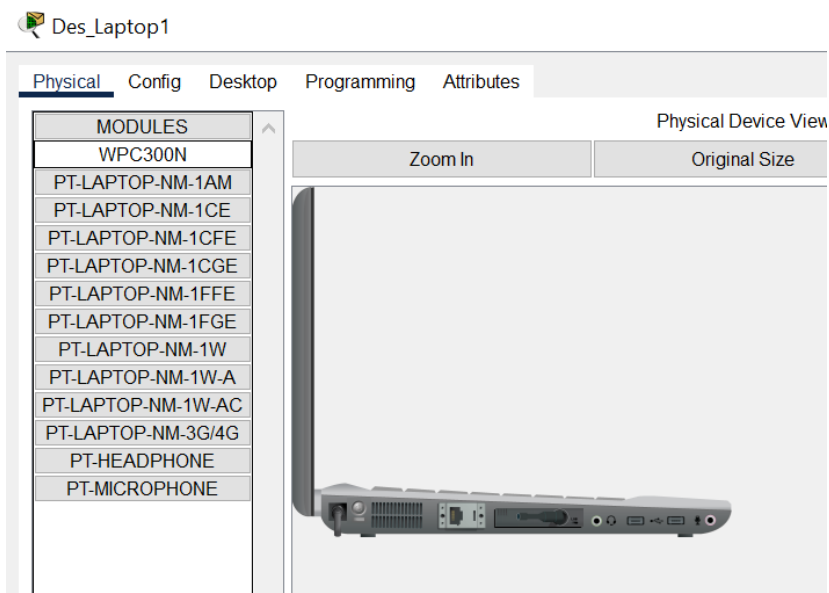 Des_Laptop1
Physical Config Desktop Programming Attributes
MODULES
WPC300N
PT-LAPTOP-NM-1AM
PT-LAPTOP-NM-1CE
PT-LAPTOP-NM-1CFE
PT-LAPTOP-NM-1CGE
PT-LAPTOP-NM-1FFE
PT-LAPTOP-NM-1FGE
PT-LAPTOP-NM-1W
PT-LAPTOP-NM-1W-A
PT-LAPTOP-NM-1W-AC
PT-LAPTOP-NM-3G/4G
PT-HEADPHONE
PT-MICROPHONE
Physical Device View
Zoom In Original Size